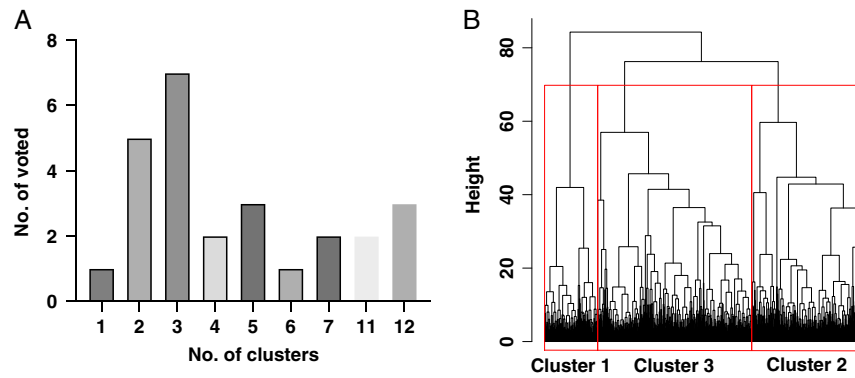 A
8
6
4
2
0
No. of voted
1 2 3 4 5 6 7 11 12
No. of clusters
B
80
60
40
20
0
Height
Cluster 1 Cluster 3 Cluster 2